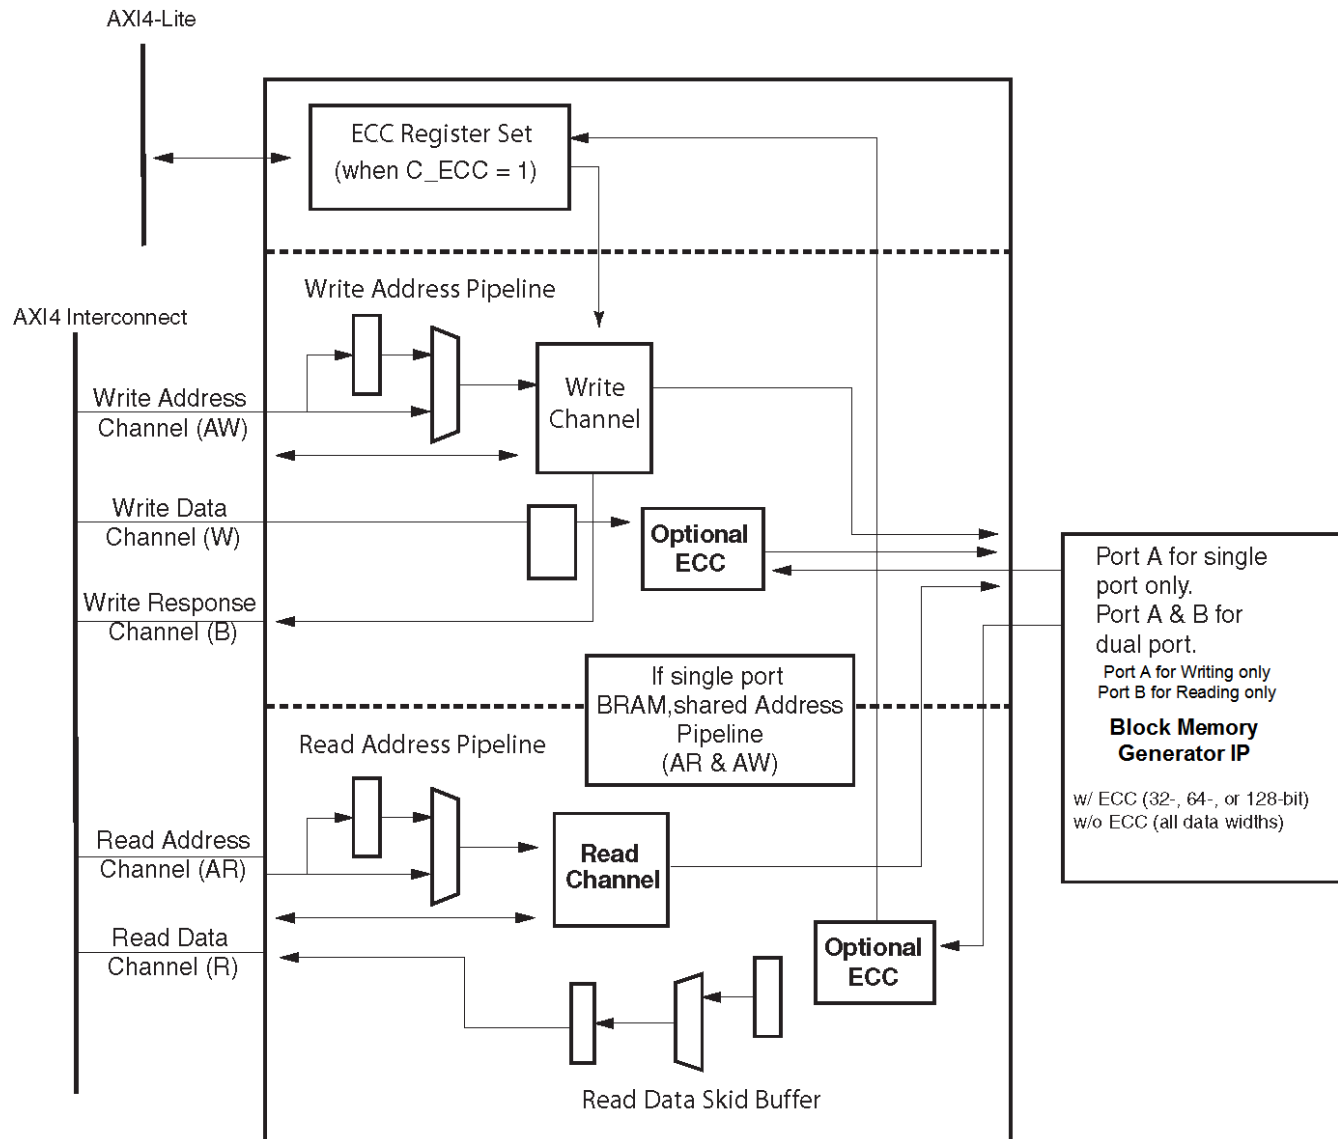 AXI4-Lite
ECC Register Set
(when C_ECC = 1)
Write Address Pipeline
AXI4 Interconnect
Write Address
Channel (AW)
Write
Channel
Write Data
Channel (W)
Optional
ECC
Write Response
Channel (B)
Port A for single
port only.
Port A & B for
dual port.
Port A for Writing only
Port B for Reading only
Block Memory
Generator IP
w/ ECC (32-, 64-, or 128-bit)
w/o ECC (all data widths)
If single port
BRAM,shared Address
Pipeline
(AR & AW)
Read Address Pipeline
Read Address
Channel (AR)
Read
Channel
Read Data
Channel (R)
Optional
ECC
Read Data Skid Buffer